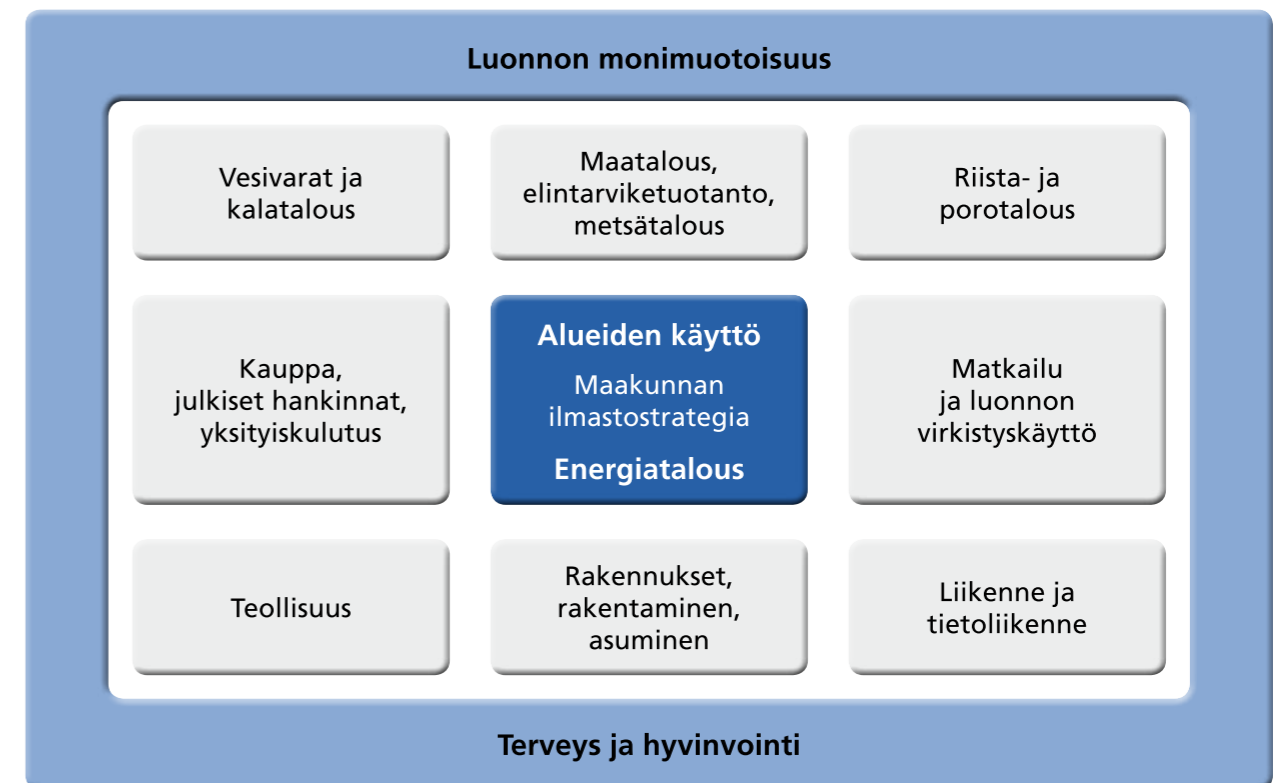 Luonnon monimuotoisuus
Vesivarat ja
kalatalous
Maatalous,
elintarviketuotanto,
metsätalous
Riista- ja
porotalous
Kauppa,
julkiset hankinnat,
yksityiskulutus
Alueiden käyttö
Maakunnan
ilmastostrategia
Energiatalous
Matkailu
ja luonnon
virkistyskäyttö
Teollisuus
Rakennukset,
rakentaminen,
asuminen
Liikenne ja
tietoliikenne
Terveys ja hyvinvointi